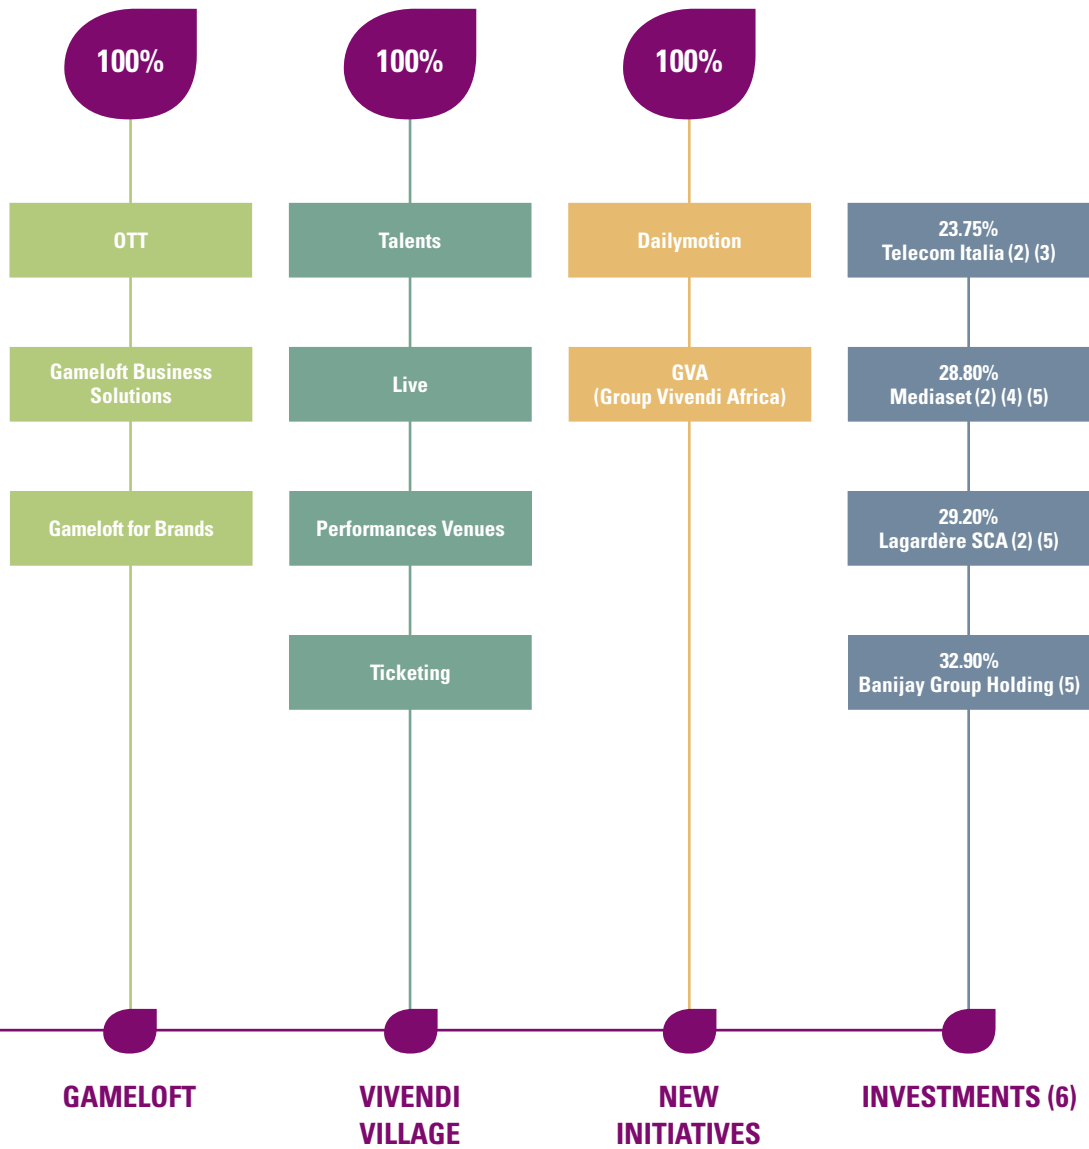 100%
OTT
Gameloft Business
Solutions
Gameloft for Brands
GAMELOFT
100%
Talents
Live
Performances Venues
Ticketing
VIVENDI
VILLAGE
100%
Dailymotion
GVA
(Group Vivendi Africa)
NEW
INITIATIVES
23.75%
Telecom Italia (2) (3)
28.80%
Mediaset (2) (4) (5)
29.20%
Lagardère SCA (2) (5)
32.90%
Banijay Group Holding (5)
INVESTMENTS (6)